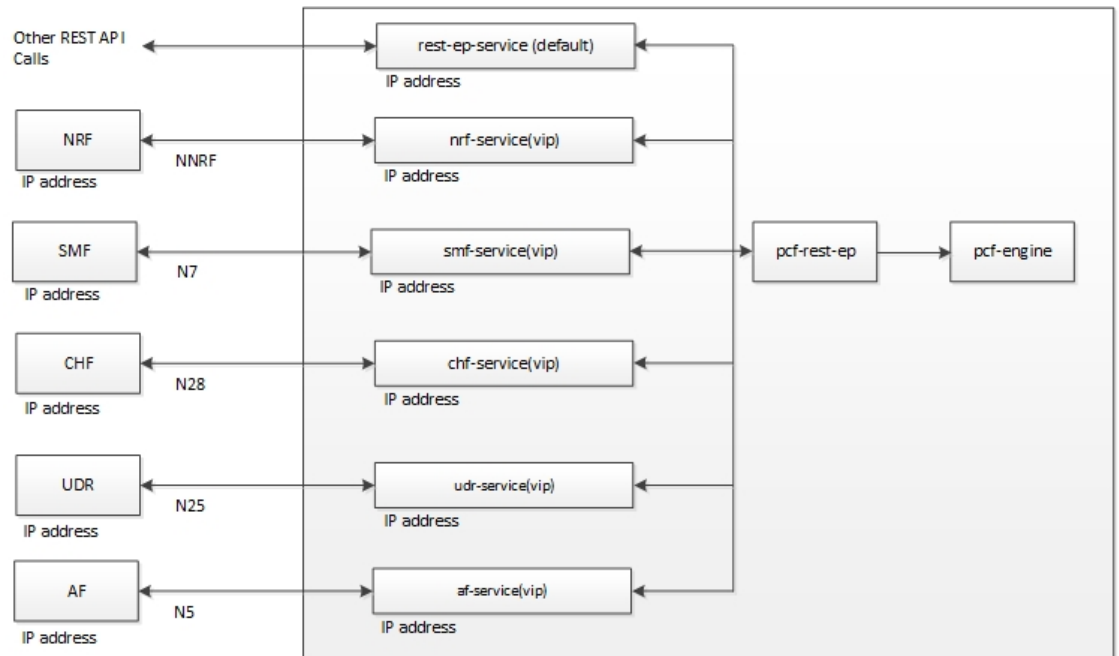 Other REST API
Calls
rest-ep-service (default)
IP address
NRF
NNRF
nrf-service(vip)
IP address
IP address
SMF
N7
smf-service(vip)
pcf-rest-ep
pcf-engine
IP address
IP address
CHF
N28
chf-service(vip)
IP address
IP address
UDR
N25
udr-service(vip)
IP address
IP address
AF
N5
af-service(vip)
IP address
IP address